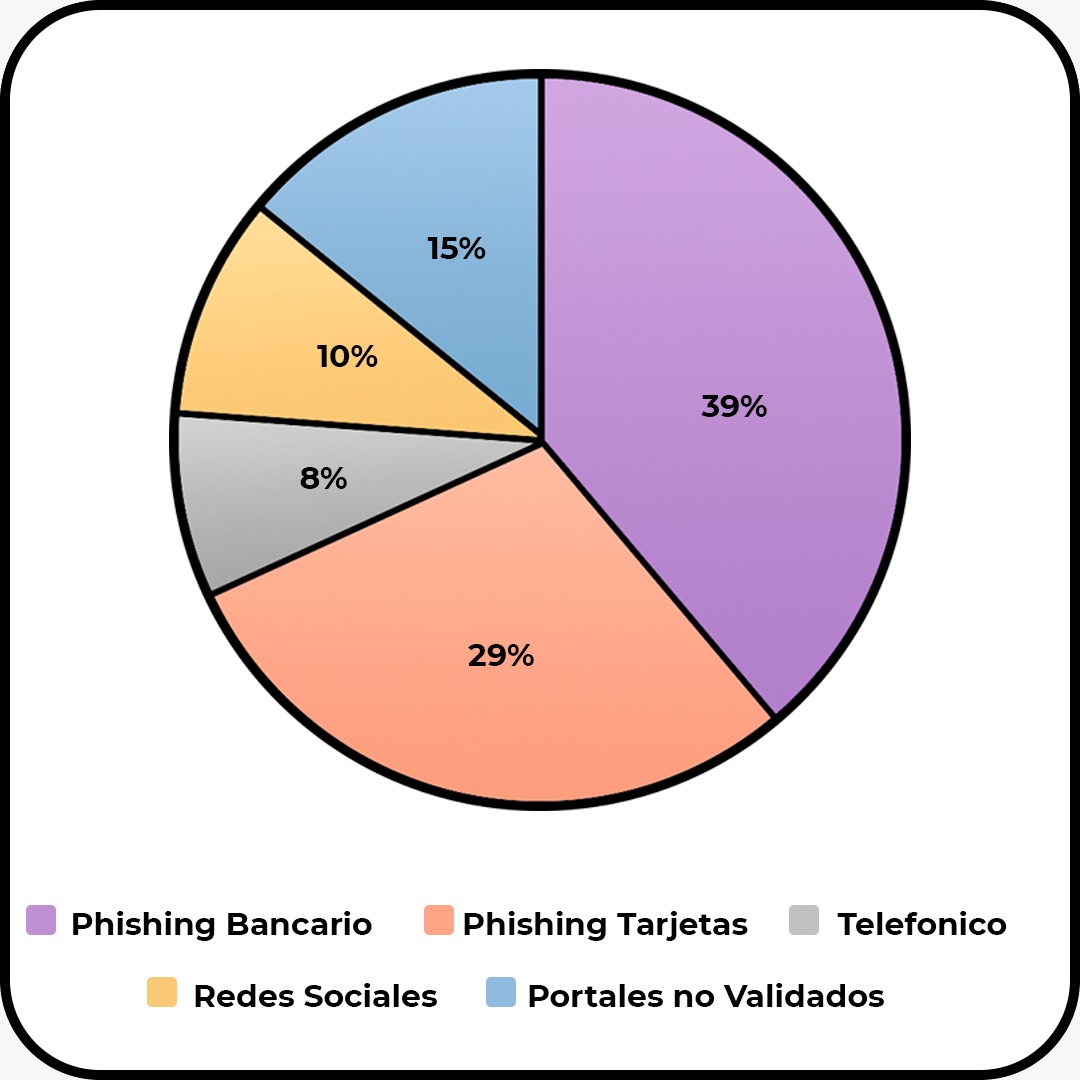 15%
10%
39%
8%
29%
Phishing Bancario Phishing Tarjetas Telefonico
Redes Sociales Portales no Validados